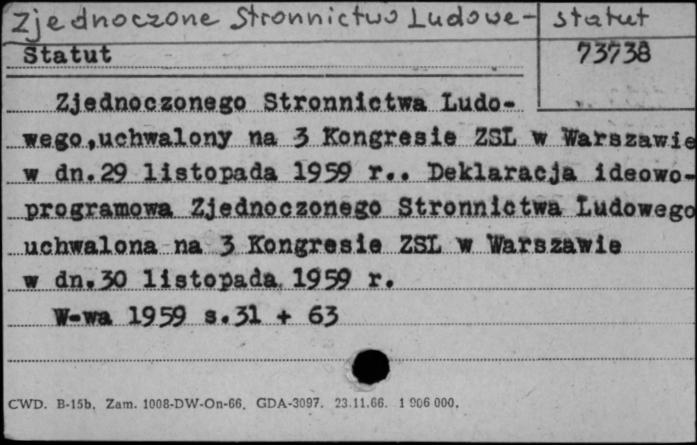 Zjednoczone Stronnictwo Ludowe - statut
Statut
73738
Zjednoczonego Stronnictwa Ludo-
wego,uchwalony na 3 Kongresie ZSL w Warszawie
w dn.29 listopada 1959 r.. Deklaracja ideowo-
programowa Zjednoczonego Stronnictwa Ludowego
uchwalona na 3 Kongresie ZSL w Warszawie
w dn.30 listopada 1959 r.
W-wa 1959 s.31 + 63
CWD. B-15b. Zam. 1008-DW-On-66. GDA-3097. 23.11.66. 1 906 000.